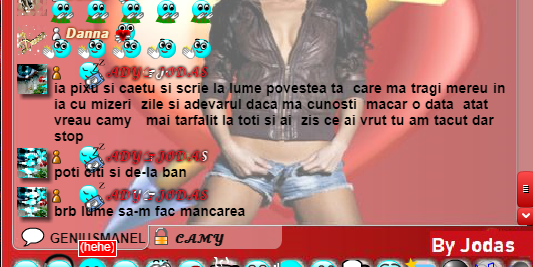 Danna
ADY JODAS
ia pixu si caetu si scrie la lume povestea ta care ma tragi mereu in
ia cu mizeri zile si adevarul daca ma cunosti macar o data atat
vreau camy mai tarfalit la toti si ai zis ce ai vrut tu am tacut dar
stop
ADY JODAS
poti citi si de-la ban
ADY JODAS
brb lume sa-m fac mancarea
GENIUSMANEL
CAMY
(hehe)
By Jodas